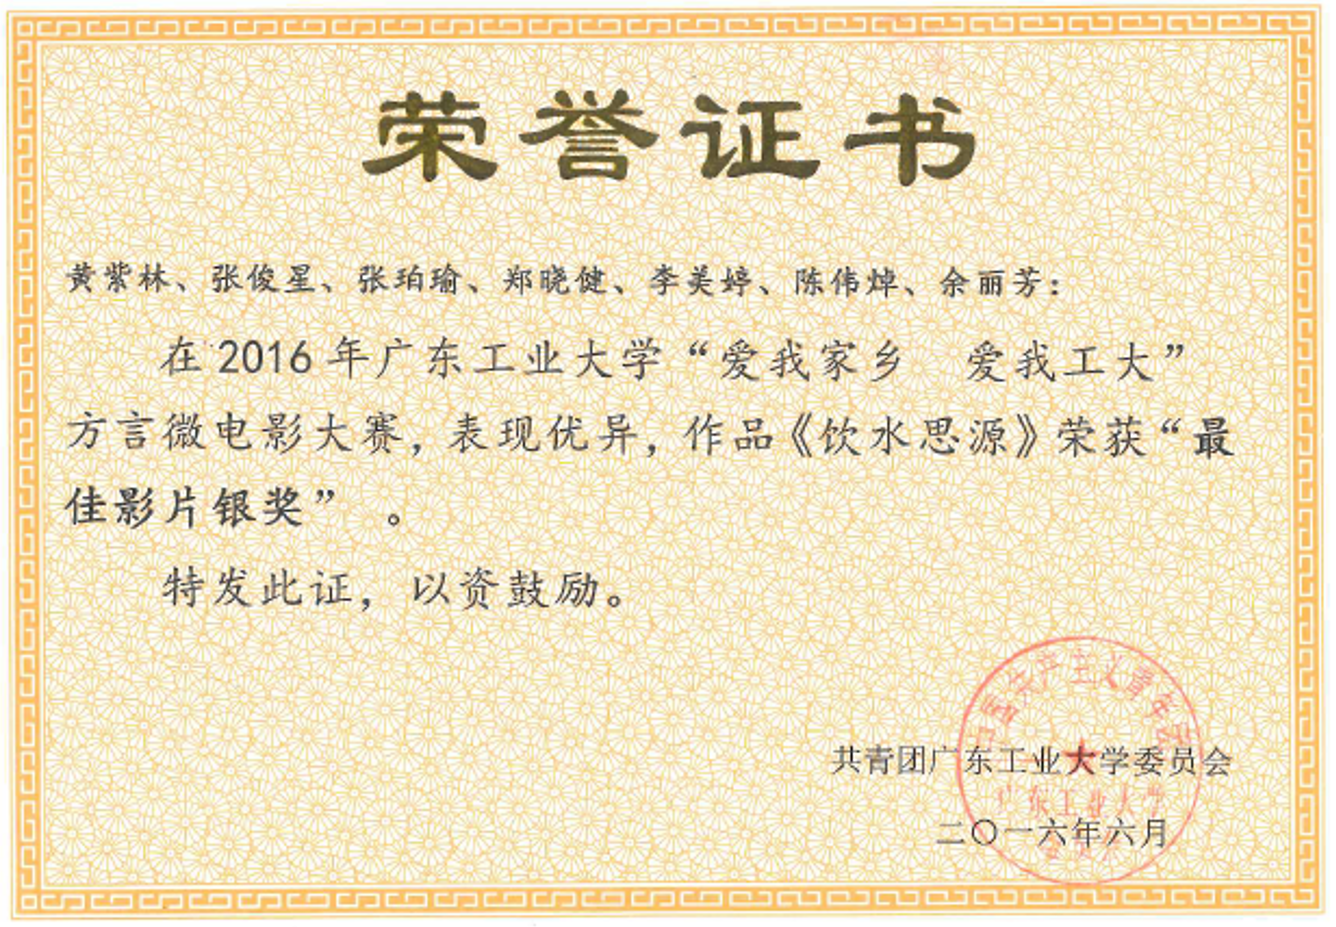 荣誉证书
黄紫林、张俊星、张珀瑜、郑晓健、李美婷、陈伟焯、余丽芳：
在2016年广东工业大学“爱我家乡 爱我工大”
方言微电影大赛，表现优异，作品《饮水思源》荣获“最
佳影片银奖”。
特发此证，以资鼓励。
中国共产主义青年团
共青团广东工业大学委员会
广东工业大学
二〇一六年六月